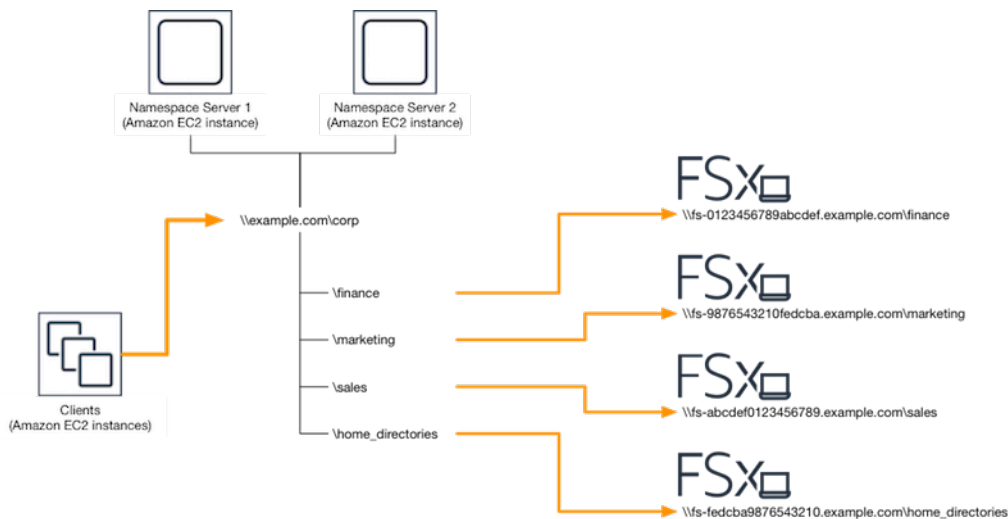 Namespace Server 1
(Amazon EC2 instance)
Namespace Server 2
(Amazon EC2 instance)
\\example.com\corp
\finance
\marketing
\sales
\home_directories
Clients
(Amazon EC2 instances)
FSx
\\fs-0123456789abcdef.example.com\finance
FSx
\\fs-9876543210fedcba.example.com\marketing
FSx
\\fs-abcdef0123456789.example.com\sales
FSx
\\fs-fedcba9876543210.example.com\home_directories